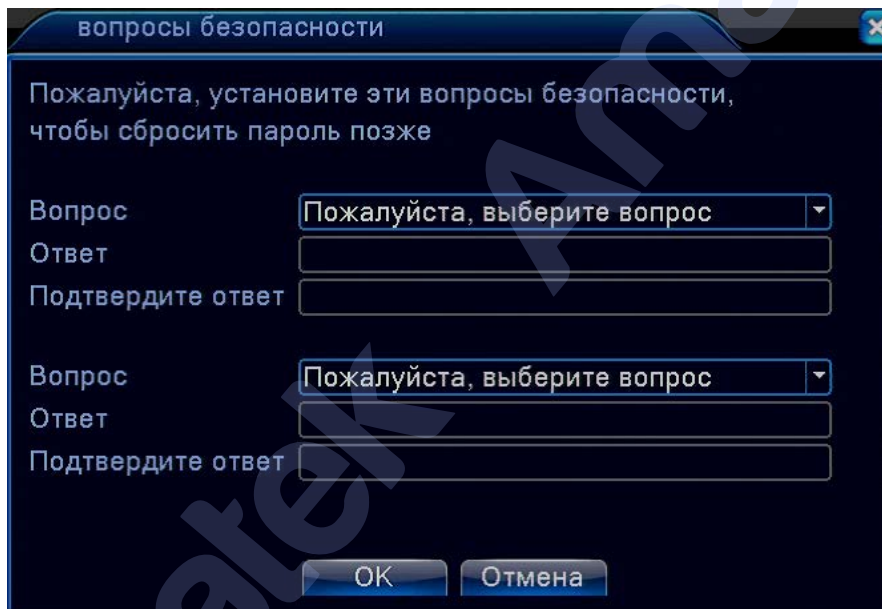 вопросы безопасности
Пожалуйста, установите эти вопросы безопасности,
чтобы сбросить пароль позже
Вопрос Пожалуйста, выберите вопрос
Ответ
Подтвердите ответ
Вопрос Пожалуйста, выберите вопрос
Ответ
Подтвердите ответ
OK Отмена